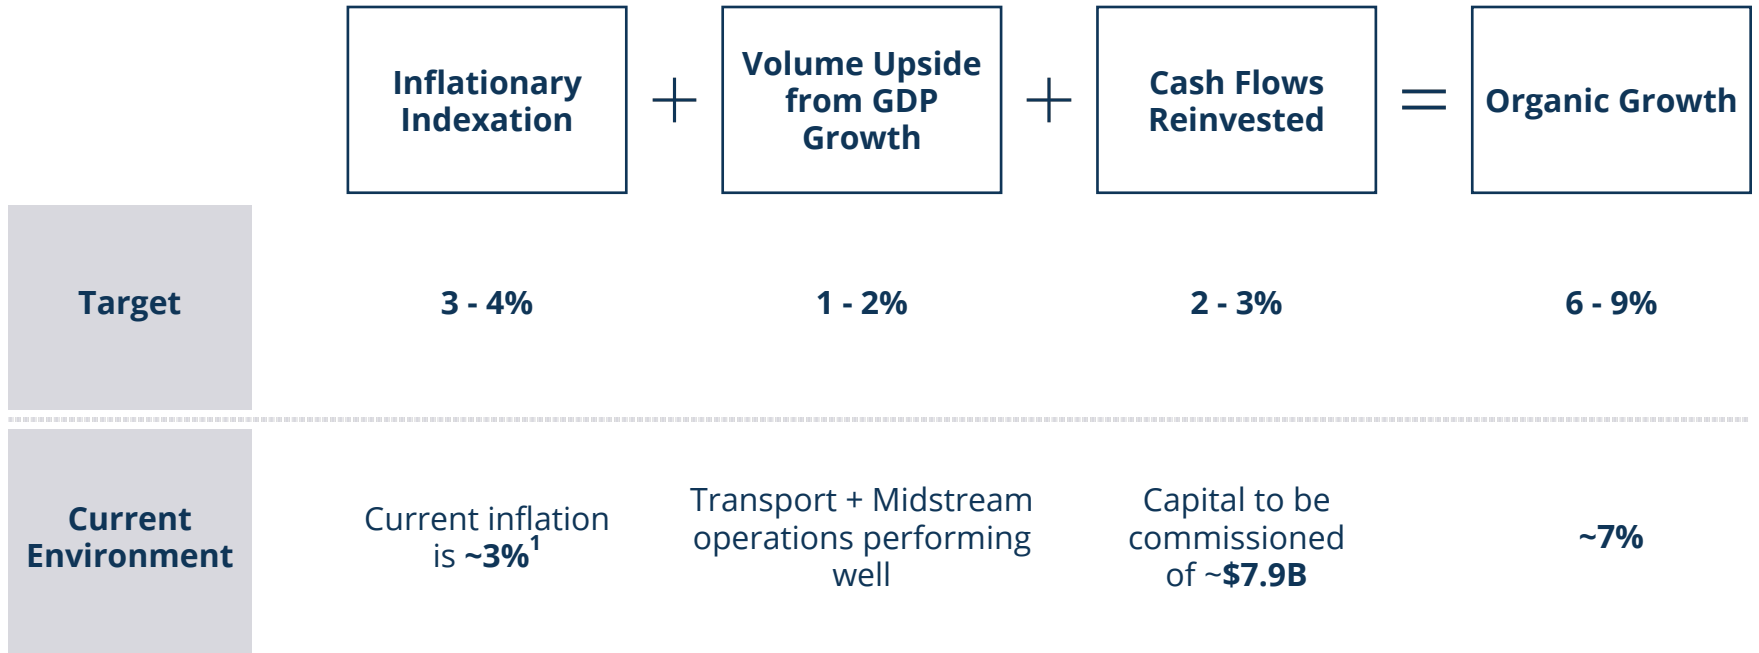 Inflationary
Indexation
+
Volume Upside
from GDP
Growth
+
Cash Flows
Reinvested
=
Organic Growth
Target
3 - 4%
1 - 2%
2 - 3%
6 - 9%
Current
Environment
Current inflation
is ~3%¹
Transport + Midstream
operations performing
well
Capital to be
commissioned
of ~$7.9B
~7%